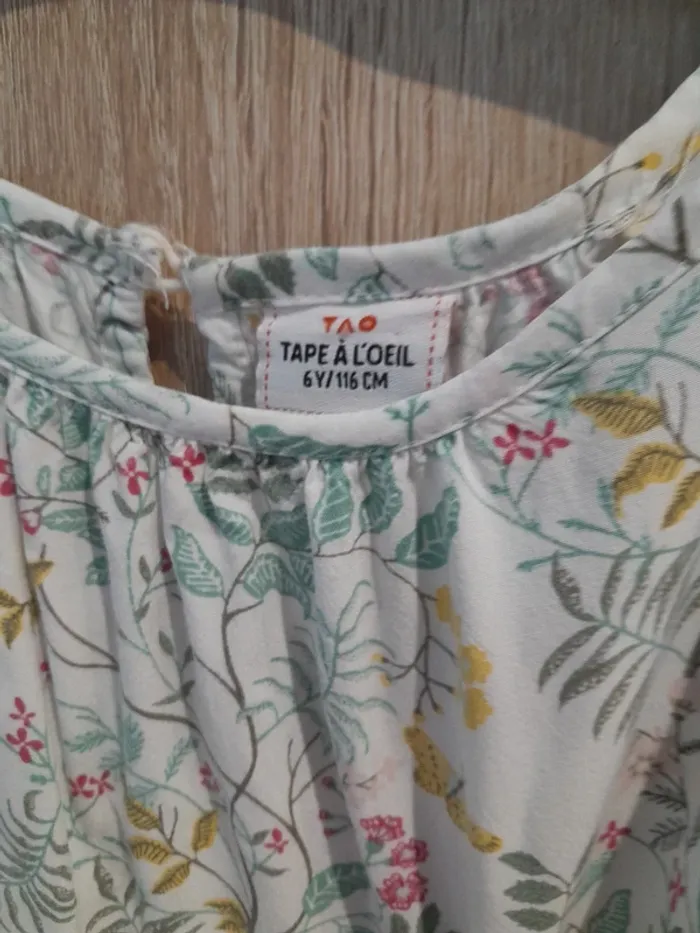 TAO
TAPE À L'OEIL
6Y/116 CM